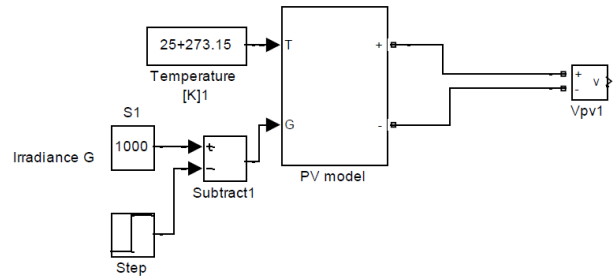 25+273.15
Temperature
[K]1
T
G
+
-
PV model
+
-
v
Vpv1
S1
1000
Irradiance G
+
-
Subtract1
Step